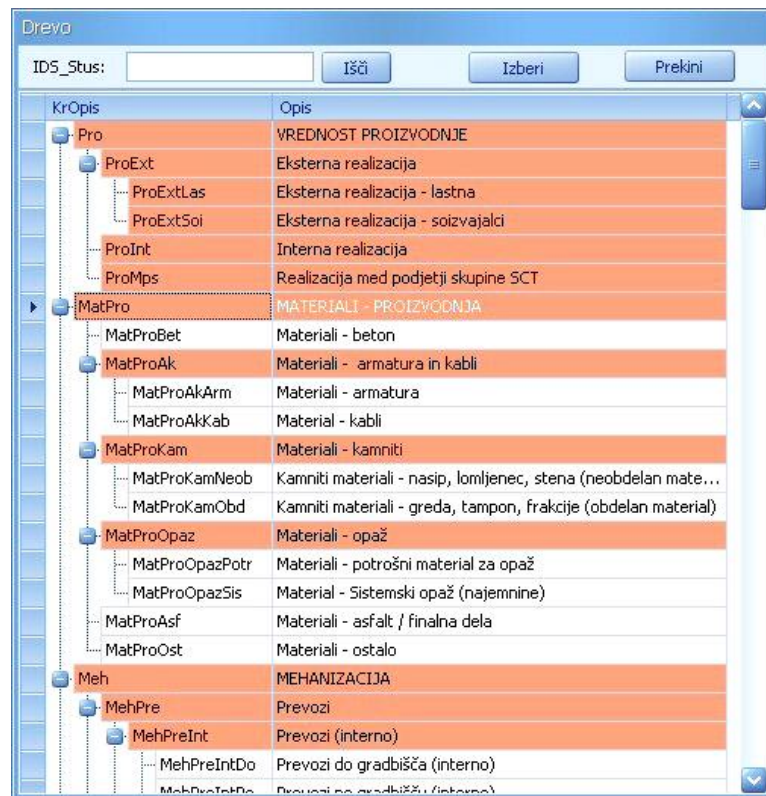 Drevo
IDS_Stus: Išči Izberi Prekini
KrOpis Opis
Pro VREDNOST PROIZVODNJE
ProExt Eksterna realizacija
ProExtLas Eksterna realizacija - lastna
ProExtSoi Eksterna realizacija - soizvajalci
ProInt Interna realizacija
ProMps Realizacija med podjetji skupine SCT
MatPro MATERIALI - PROIZVODNJA
MatProBet Materiali - beton
MatProAk Materiali - armatura in kabli
MatProAkArm Materiali - armatura
MatProAkKab Material - kabli
MatProKam Materiali - kamniti
MatProKamNeob Kamniti materiali - nasip, lomljenec, stena (neobdelan mate...
MatProKamObd Kamniti materiali - greda, tampon, frakcije (obdelan material)
MatProOpaz Materiali - opaž
MatProOpazPotr Materiali - potrošni material za opaž
MatProOpazSis Material - Sistemski opaž (najemnine)
MatProAsf Materiali - asfalt / finalna dela
MatProOst Materiali - ostalo
Meh MEHANIZACIJA
MehPre Prevozi
MehPreInt Prevozi (interno)
MehPreIntDo Prevozi do gradbišča (interno)
MehPreIntPo Prevozi po gradbišču (interno)